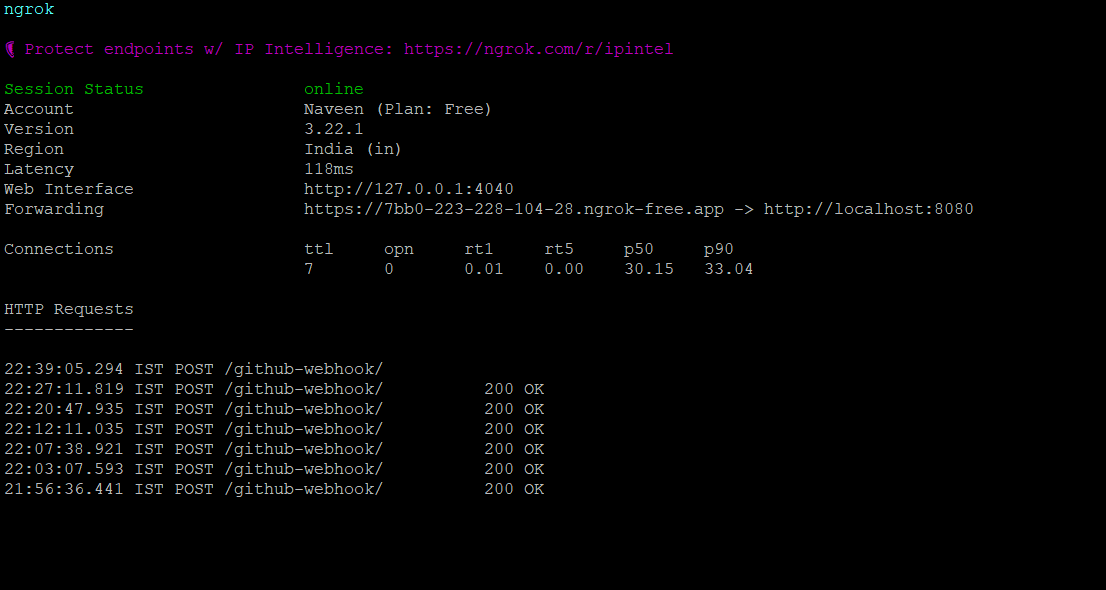 ngrok
Protect endpoints w/ IP Intelligence: https://ngrok.com/r/ipintel
Session Status online
Account Naveen (Plan: Free)
Version 3.22.1
Region India (in)
Latency 118ms
Web Interface http://127.0.0.1:4040
Forwarding https://7bb0-223-228-104-28.ngrok-free.app -> http://localhost:8080
Connections ttl opn rt1 rt5 p50 p90
7 0 0.01 0.00 30.15 33.04
HTTP Requests
-------------
22:39:05.294 IST POST /github-webhook/
22:27:11.819 IST POST /github-webhook/ 200 OK
22:20:47.935 IST POST /github-webhook/ 200 OK
22:12:11.035 IST POST /github-webhook/ 200 OK
22:07:38.921 IST POST /github-webhook/ 200 OK
22:03:07.593 IST POST /github-webhook/ 200 OK
21:56:36.441 IST POST /github-webhook/ 200 OK